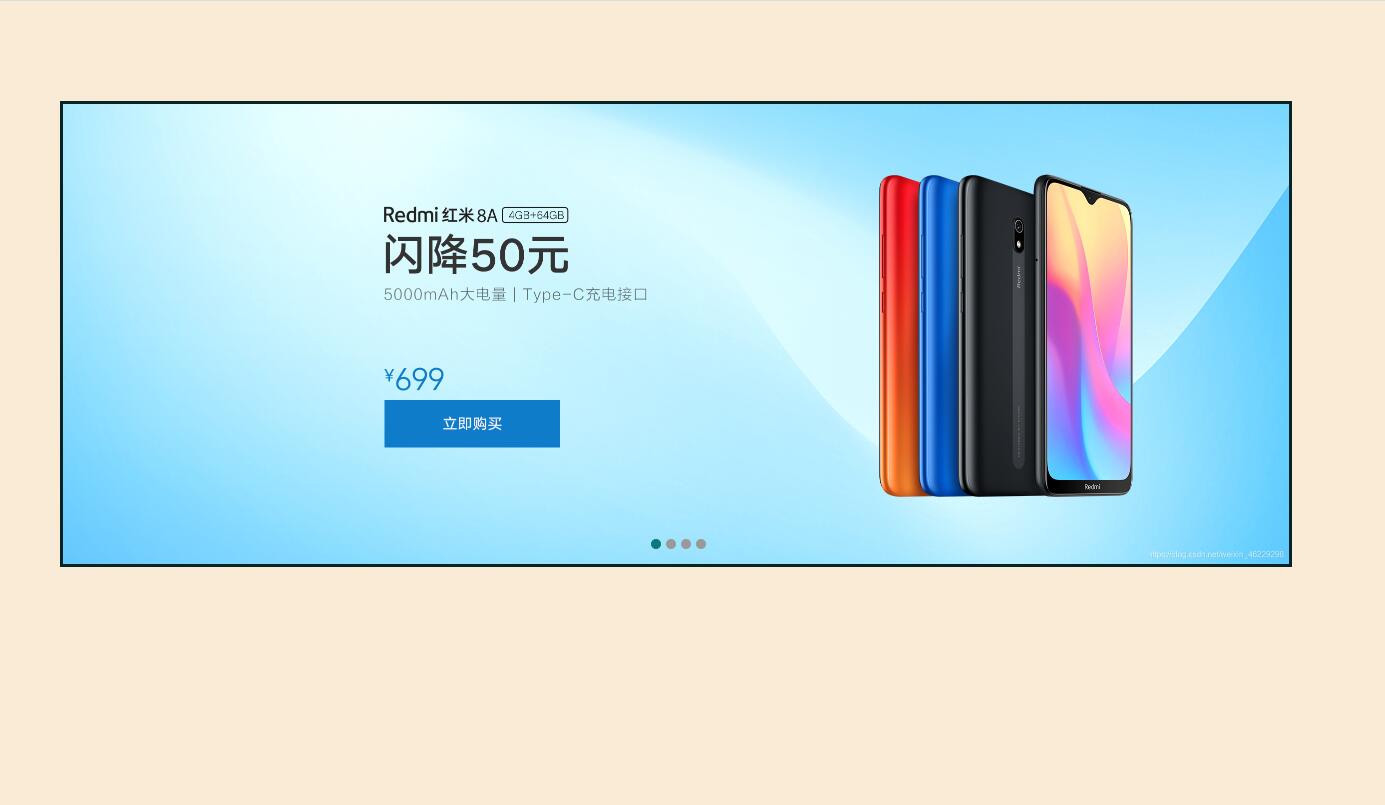 Redmi 红米 8A 4GB+64GB
闪降50元
5000mAh大电量 | Type-C充电接口
¥699
立即购买
Redmi
Redmi
https://blog.csdn.net/weixin_46229298